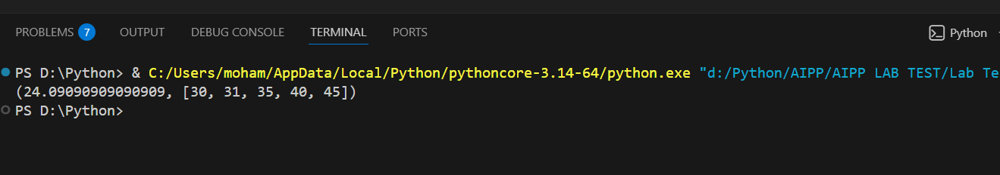 PROBLEMS 7 OUTPUT DEBUG CONSOLE TERMINAL PORTS Python
PS D:\Python> & C:/Users/moham/AppData/Local/Python/pythoncore-3.14-64/python.exe "d:/Python/AIPP/AIPP LAB TEST/Lab Te
(24.09090909090909, [30, 31, 35, 40, 45])
PS D:\Python>